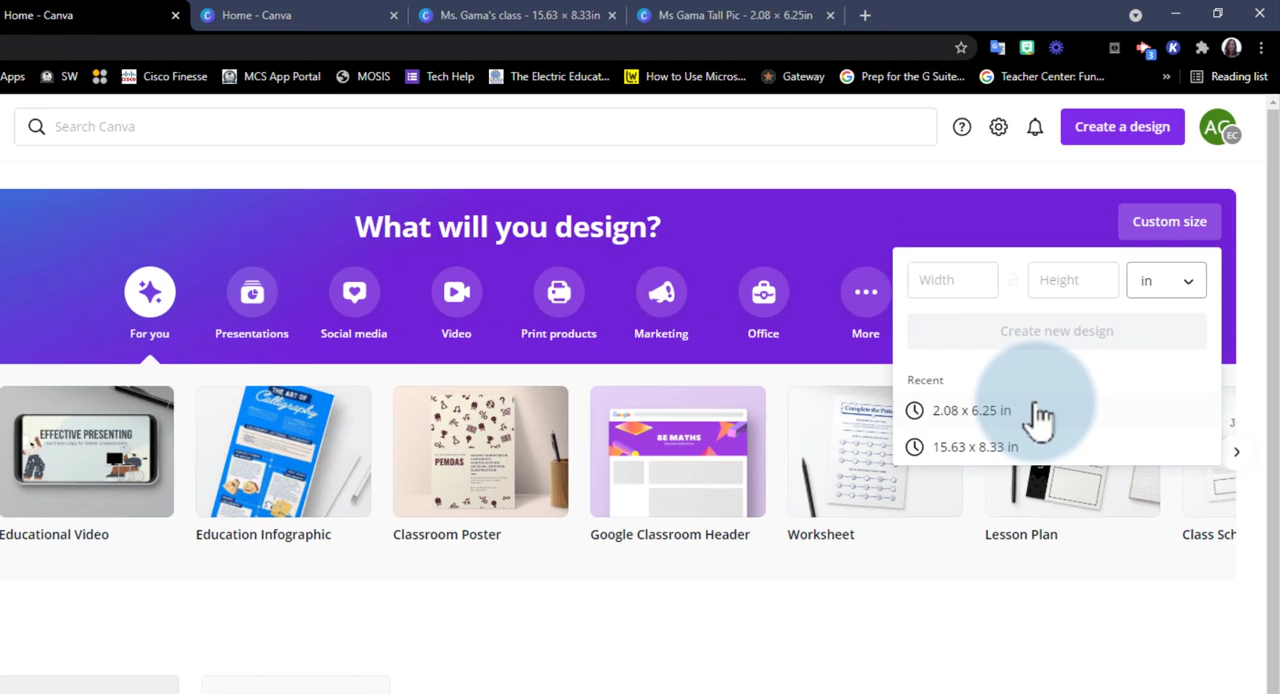 Home - Canva
Home - Canva
Ms. Gama's class - 15.63 × 8.33in
Ms Gama Tall Pic - 2.08 × 6.25in
3
Apps
SW
Cisco Finesse
MCS App Portal
MOSIS
Tech Help
The Electric Educat...
How to Use Micros...
Gateway
Prep for the G Suite...
Teacher Center: Fun...
»
Reading list
Search Canva
Create a design
AG
EC
What will you design?
Custom size
Width
Height
in
For you
Presentations
Social media
Video
Print products
Marketing
Office
More
Create new design
Recent
2.08 x 6.25 in
15.63 x 8.33 in
EFFECTIVE PRESENTING
THE ART OF
Calligraphy
PEMDAS
Google
8E MATHS
Educational Video
Education Infographic
Classroom Poster
Google Classroom Header
Worksheet
Lesson Plan
Class Sch